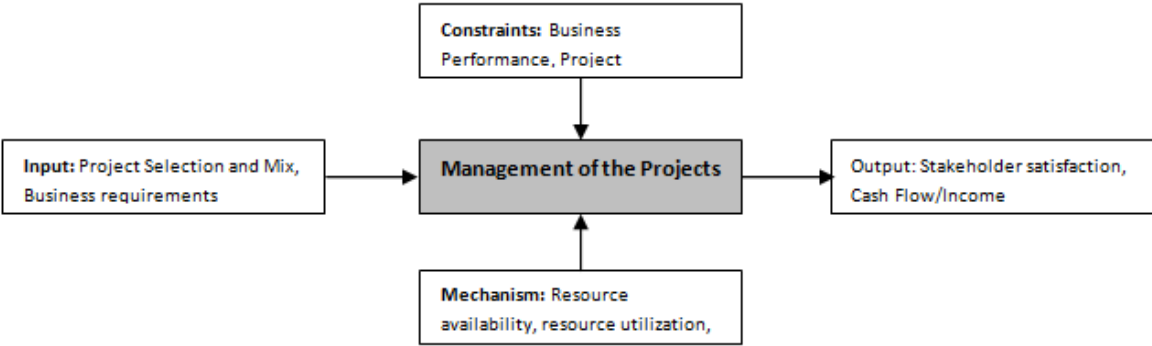 Constraints: Business
Performance, Project
Input: Project Selection and Mix,
Business requirements
Management of the Projects
Output: Stakeholder satisfaction,
Cash Flow/Income
Mechanism: Resource
availability, resource utilization,